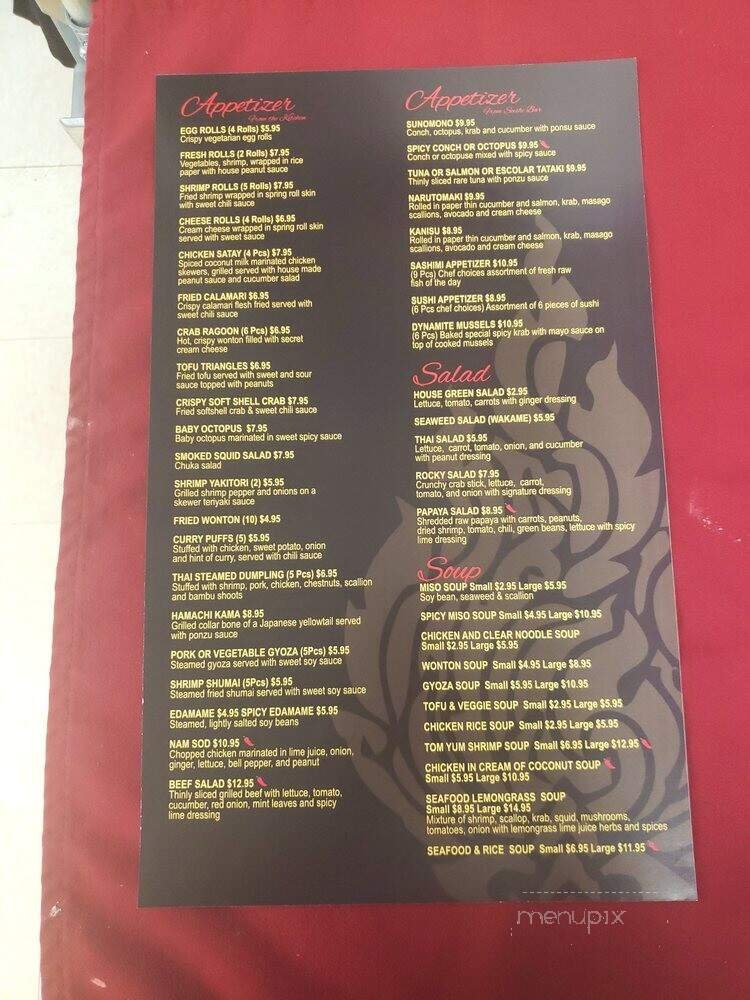 Appetizer
From the Kitchen
EGG ROLLS (4 Rolls) $5.95
Crispy vegetarian egg rolls
FRESH ROLLS (2 Rolls) $7.95
Vegetables, shrimp, wrapped in rice
paper with house peanut sauce
SHRIMP ROLLS (5 Rolls) $7.95
Fried shrimp wrapped in spring roll skin
with sweet chili sauce
CHEESE ROLLS (4 Rolls) $6.95
Cream cheese wrapped in spring roll skin
served with sweet sauce
CHICKEN SATAY (4 Pcs) $7.95
Spiced coconut milk marinated chicken
skewers, grilled served with house made
peanut sauce and cucumber salad
FRIED CALAMARI $6.95
Crispy calamari flesh fried served with
sweet chili sauce
CRAB RAGOON (6 Pcs) $6.95
Hot, crispy wonton filled with secret
cream cheese
TOFU TRIANGLES $6.95
Fried tofu served with sweet and sour
sauce topped with peanuts
CRISPY SOFT SHELL CRAB $7.95
Fried softshell crab & sweet chili sauce
BABY OCTOPUS $7.95
Baby octopus marinated in sweet spicy sauce
SMOKED SQUID SALAD $7.95
Chuka salad
SHRIMP YAKITORI (2) $5.95
Grilled shrimp pepper and onions on a
skewer teriyaki sauce
FRIED WONTON (10) $4.95
CURRY PUFFS (5) $5.95
Stuffed with chicken, sweet potato, onion
and hint of curry, served with chili sauce
THAI STEAMED DUMPLING (5 Pcs) $6.95
Stuffed with shrimp, pork, chicken, chestnuts, scallion
and bambu shoots
HAMACHI KAMA $8.95
Grilled collar bone of a Japanese yellowtail served
with ponzu sauce
PORK OR VEGETABLE GYOZA (5Pcs) $5.95
Steamed gyoza served with sweet soy sauce
SHRIMP SHUMAI (5Pcs) $5.95
Steamed fried shumai served with sweet soy sauce
EDAMAME $4.95 SPICY EDAMAME $5.95
Steamed, lightly salted soy beans
NAM SOD $10.95
Chopped chicken marinated in lime juice, onion,
ginger, lettuce, bell pepper, and peanut
BEEF SALAD $12.95
Thinly sliced grilled beef with lettuce, tomato,
cucumber, red onion, mint leaves and spicy
lime dressing
Appetizer
From Sushi Bar
SUNOMONO $9.95
Conch, octopus, krab and cucumber with ponsu sauce
SPICY CONCH OR OCTOPUS $9.95
Conch or octopuse mixed with spicy sauce
TUNA OR SALMON OR ESCOLAR TATAKI $9.95
Thinly sliced rare tuna with ponzu sauce
NARUTOMAKI $9.95
Rolled in paper thin cucumber and salmon, krab, masago
scallions, avocado and cream cheese
KANISU $8.95
Rolled in paper thin cucumber and salmon, krab, masago
scallions, avocado and cream cheese
SASHIMI APPETIZER $10.95
(9 Pcs) Chef choices assortment of fresh raw
fish of the day
SUSHI APPETIZER $8.95
(6 Pcs chef choices) Assortment of 6 pieces of sushi
DYNAMITE MUSSELS $10.95
(6 Pcs) Baked special spicy krab with mayo sauce on
top of cooked mussels
Salad
HOUSE GREEN SALAD $2.95
Lettuce, tomato, carrots with ginger dressing
SEAWEED SALAD (WAKAME) $5.95
THAI SALAD $5.95
Lettuce, carrot, tomato, onion, and cucumber
with peanut dressing
ROCKY SALAD $7.95
Crunchy crab stick, lettuce, carrot,
tomato, and onion with signature dressing
PAPAYA SALAD $8.95
Shredded raw papaya with carrots, peanuts,
dried shrimp, tomato, chili, green beans, lettuce with spicy
lime dressing
Soup
MISO SOUP Small $2.95 Large $5.95
Soy bean, seaweed & scallion
SPICY MISO SOUP Small $4.95 Large $10.95
CHICKEN AND CLEAR NOODLE SOUP
Small $2.95 Large $5.95
WONTON SOUP Small $4.95 Large $8.95
GYOZA SOUP Small $5.95 Large $10.95
TOFU & VEGGIE SOUP Small $2.95 Large $5.95
CHICKEN RICE SOUP Small $2.95 Large $5.95
TOM YUM SHRIMP SOUP Small $6.95 Large $12.95
CHICKEN IN CREAM OF COCONUT SOUP
Small $5.95 Large $10.95
SEAFOOD LEMONGRASS SOUP
Small $8.95 Large $14.95
Mixture of shrimp, scallop, krab, squid, mushrooms,
tomatoes, onion with lemongrass lime juice herbs and spices
SEAFOOD & RICE SOUP Small $6.95 Large $11.95
menupix